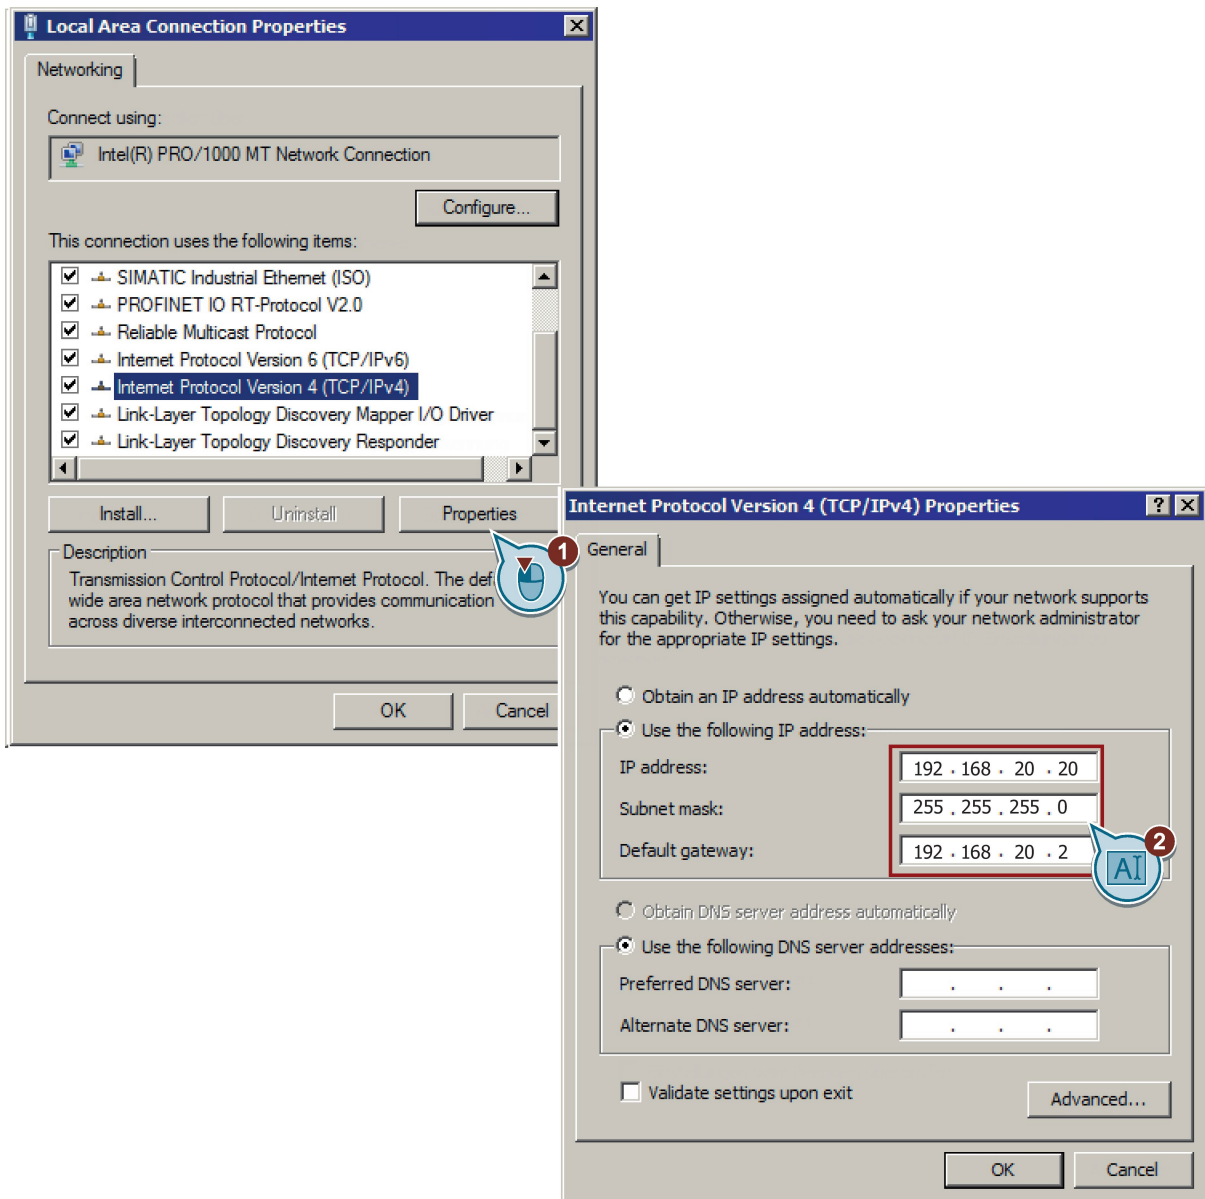 Local Area Connection Properties
Networking
Connect using:
Intel(R) PRO/1000 MT Network Connection
Configure...
This connection uses the following items:
SIMATIC Industrial Ethernet (ISO)
PROFINET IO RT-Protocol V2.0
Reliable Multicast Protocol
Internet Protocol Version 6 (TCP/IPv6)
Internet Protocol Version 4 (TCP/IPv4)
Link-Layer Topology Discovery Mapper I/O Driver
Link-Layer Topology Discovery Responder
Install... Uninstall Properties
1
Description
Transmission Control Protocol/Internet Protocol. The def
wide area network protocol that provides communication
across diverse interconnected networks.
OK Cancel
Internet Protocol Version 4 (TCP/IPv4) Properties
General
You can get IP settings assigned automatically if your network supports
this capability. Otherwise, you need to ask your network administrator
for the appropriate IP settings.
Obtain an IP address automatically
Use the following IP address:
IP address: 192 . 168 . 20 . 20
Subnet mask: 255 . 255 . 255 . 0
Default gateway: 192 . 168 . 20 . 2
2
AI
Obtain DNS server address automatically
Use the following DNS server addresses:
Preferred DNS server: . . .
Alternate DNS server: . . .
Validate settings upon exit
Advanced...
OK Cancel